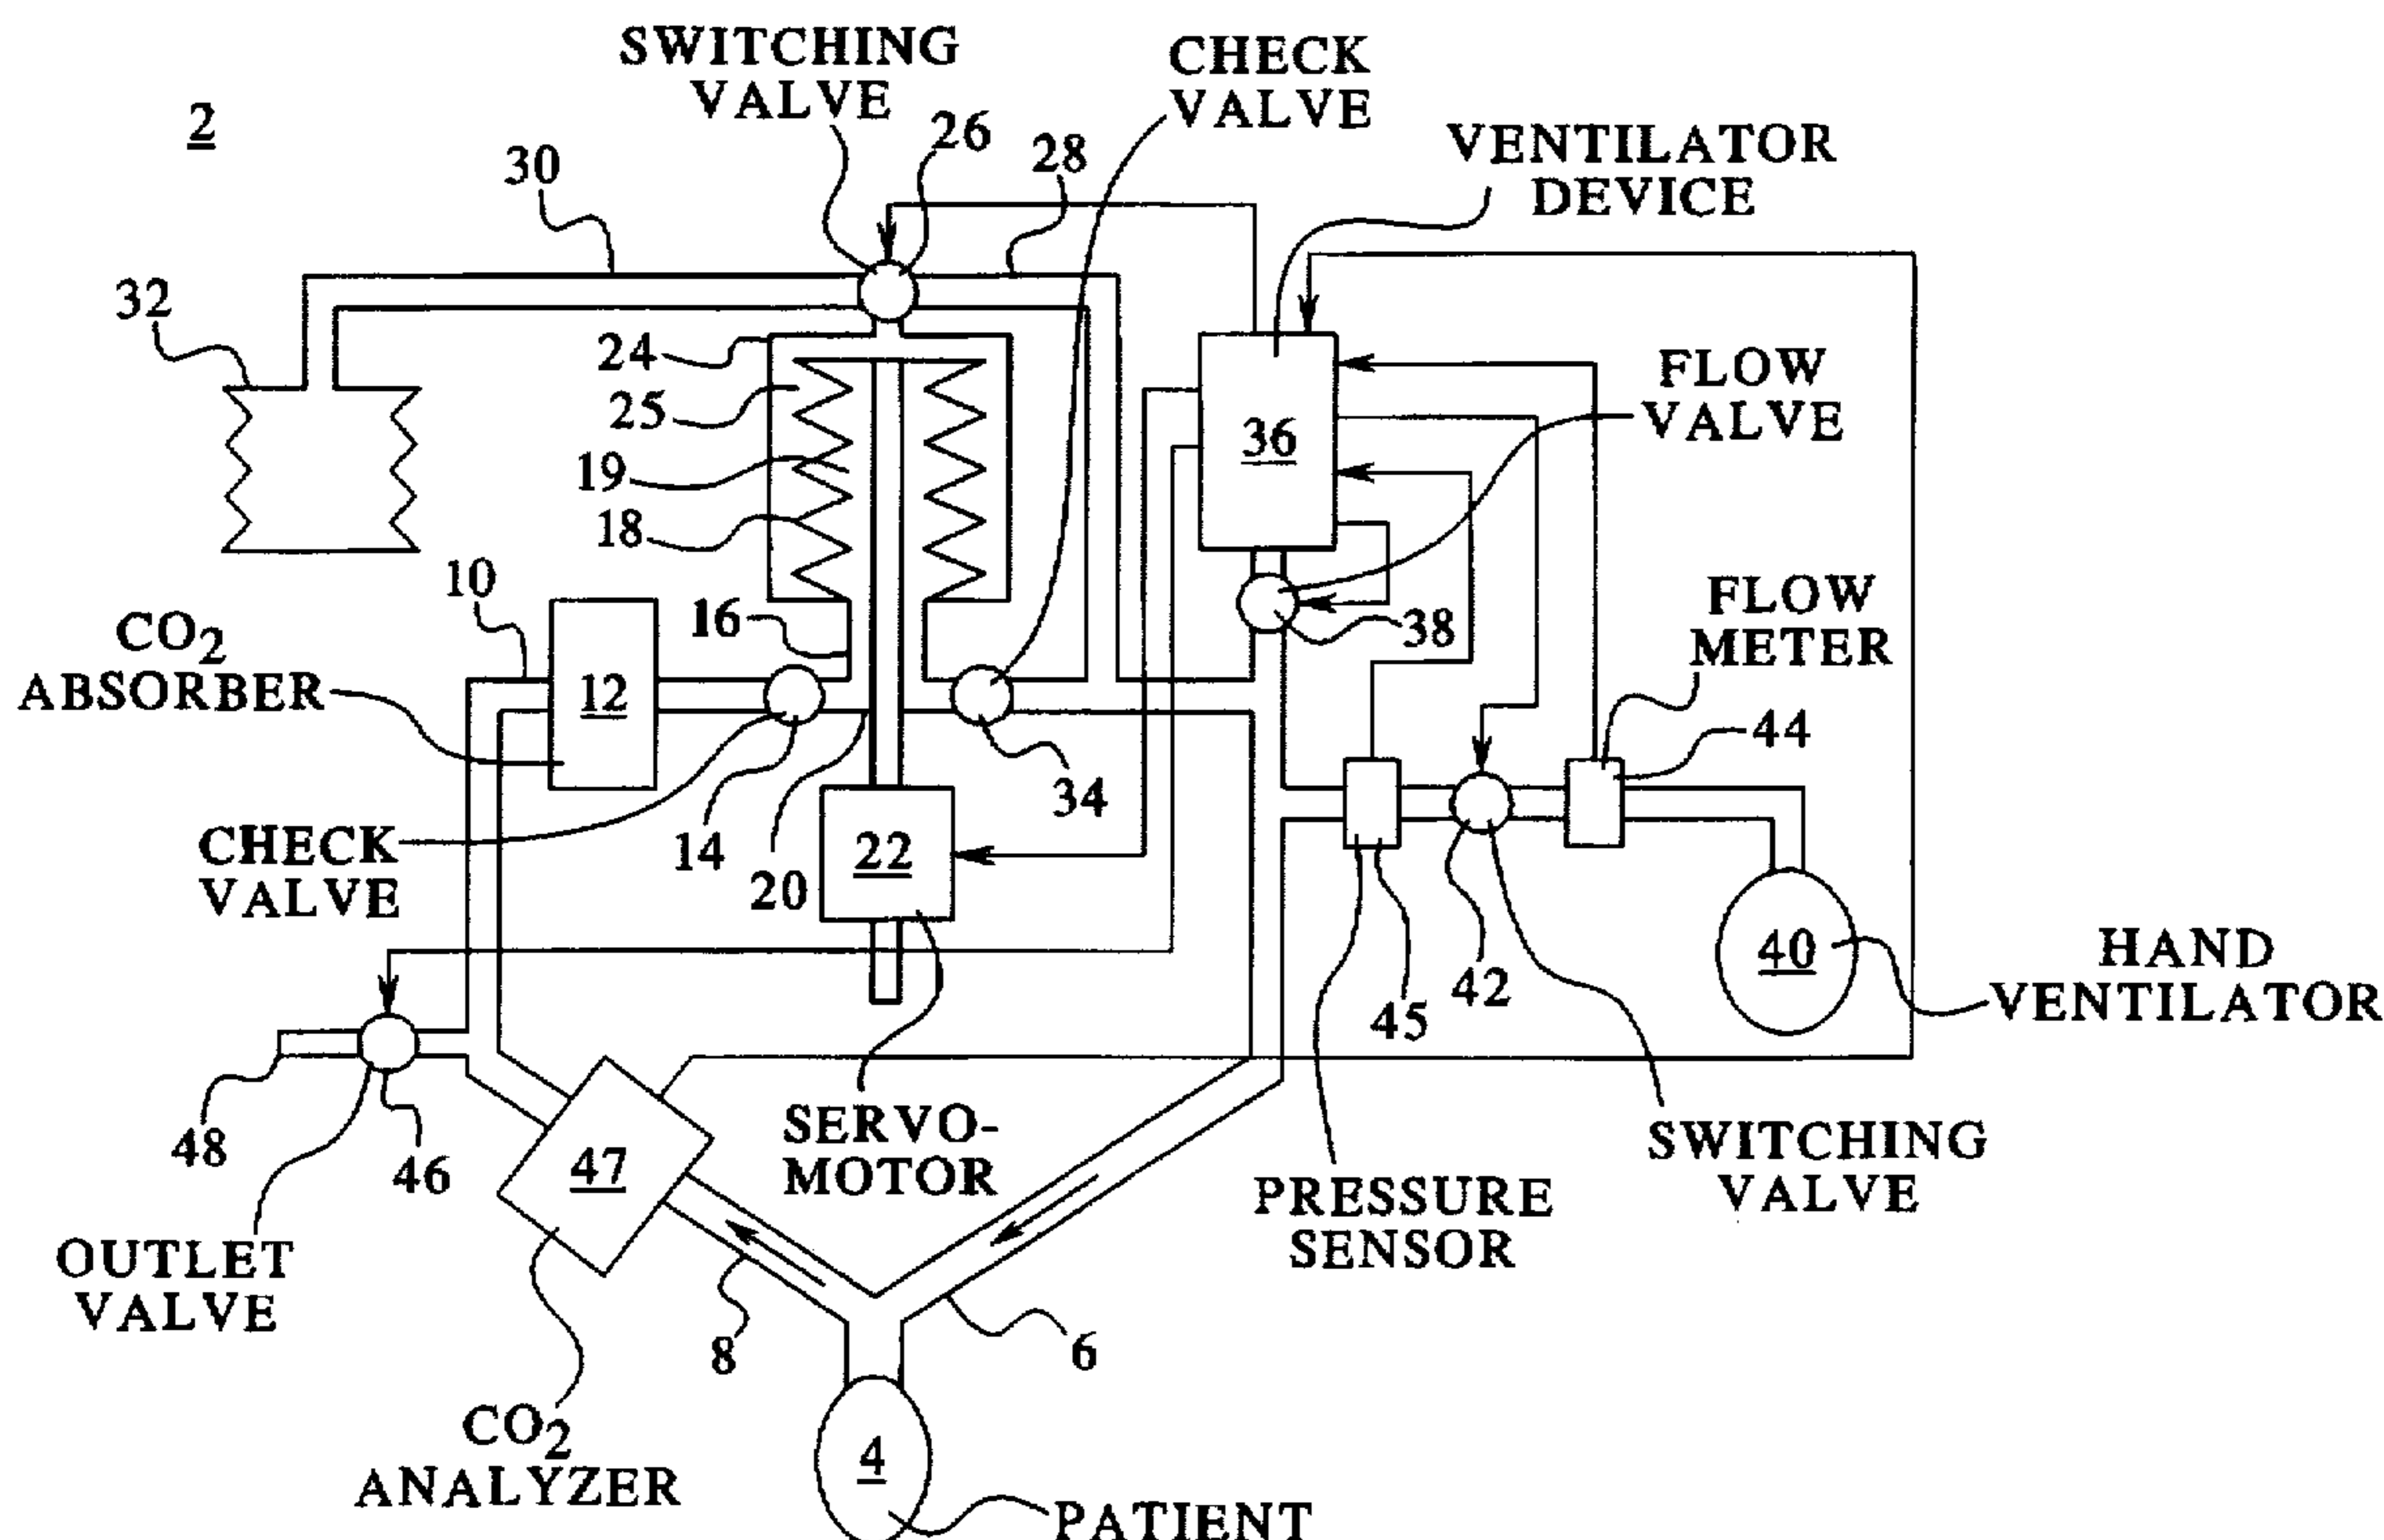 SWITCHING
VALVE
CHECK
VALVE
2
26
28
VENTILATOR
DEVICE
30
32
24
25
FLOW
VALVE
36
19
18
10
16
38
FLOW
METER
CO2
ABSORBER
12
44
34
CHECK
VALVE
14
20
22
40
HAND
VENTILATOR
42
45
48
46
47
SERVO-
MOTOR
SWITCHING
VALVE
PRESSURE
SENSOR
OUTLET
VALVE
8
6
CO2
ANALYZER
4
PATIENT